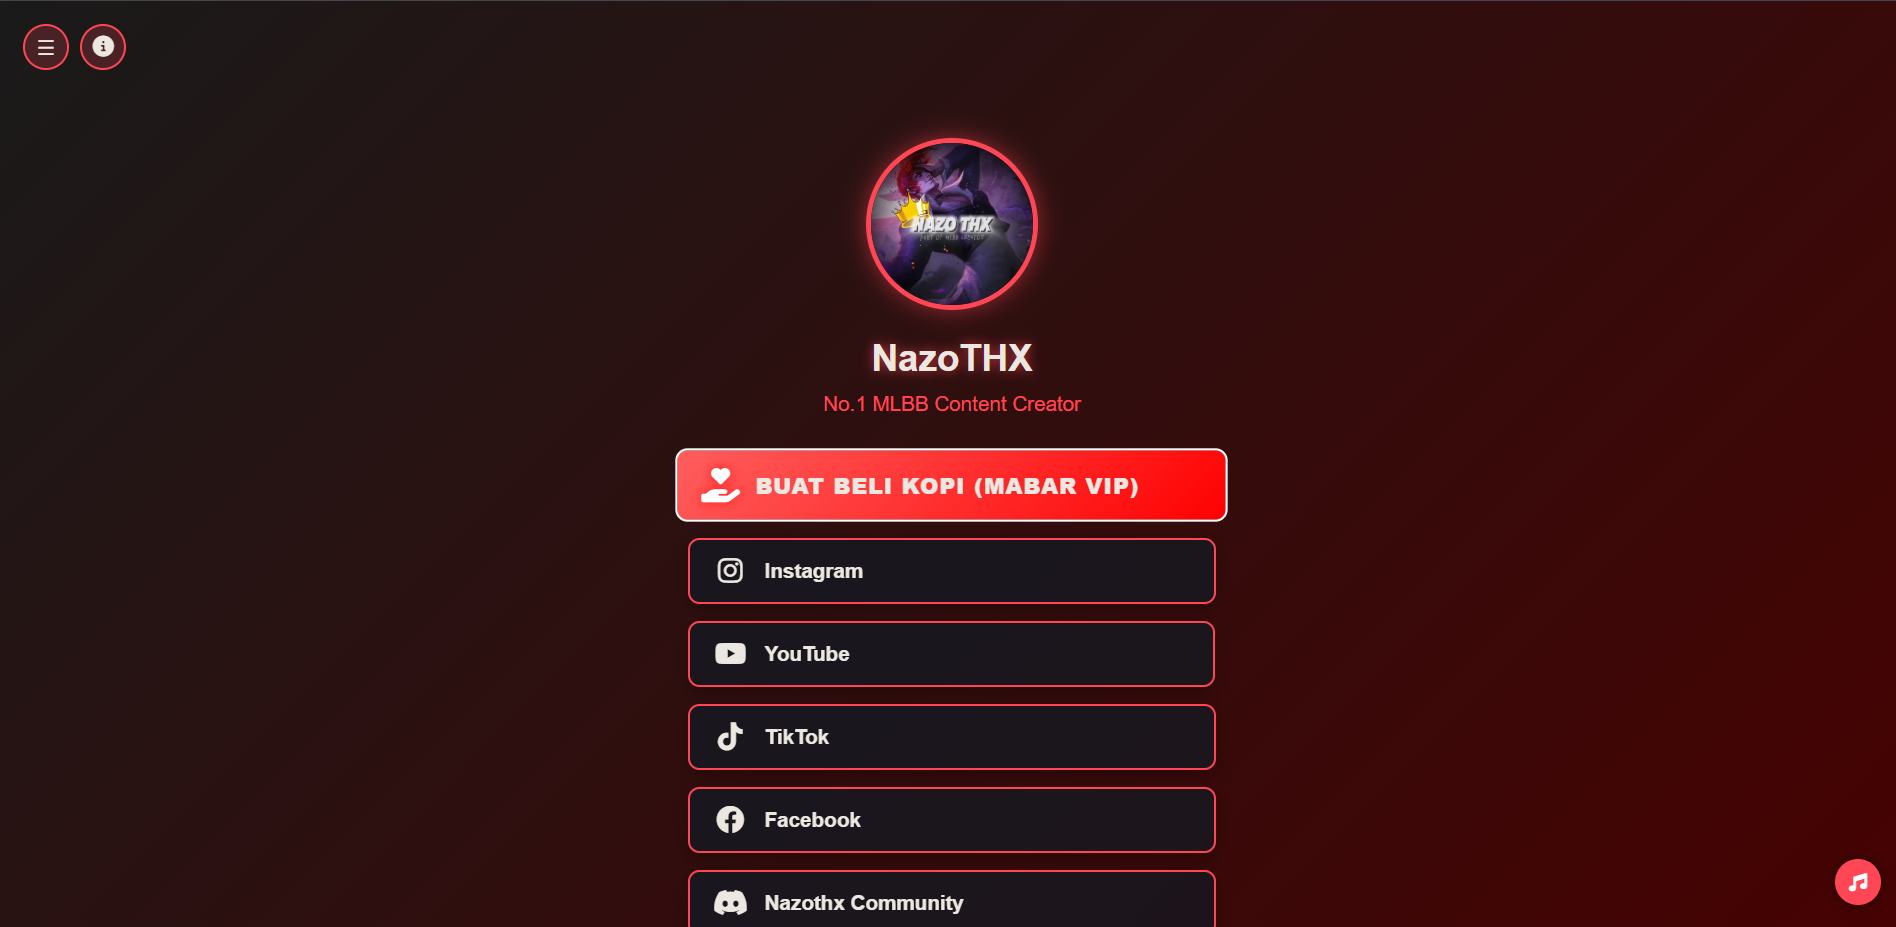 NAZO THX
NazoTHX
No.1 MLBB Content Creator
BUAT BELI KOPI (MABAR VIP)
Instagram
YouTube
TikTok
Facebook
Nazothx Community